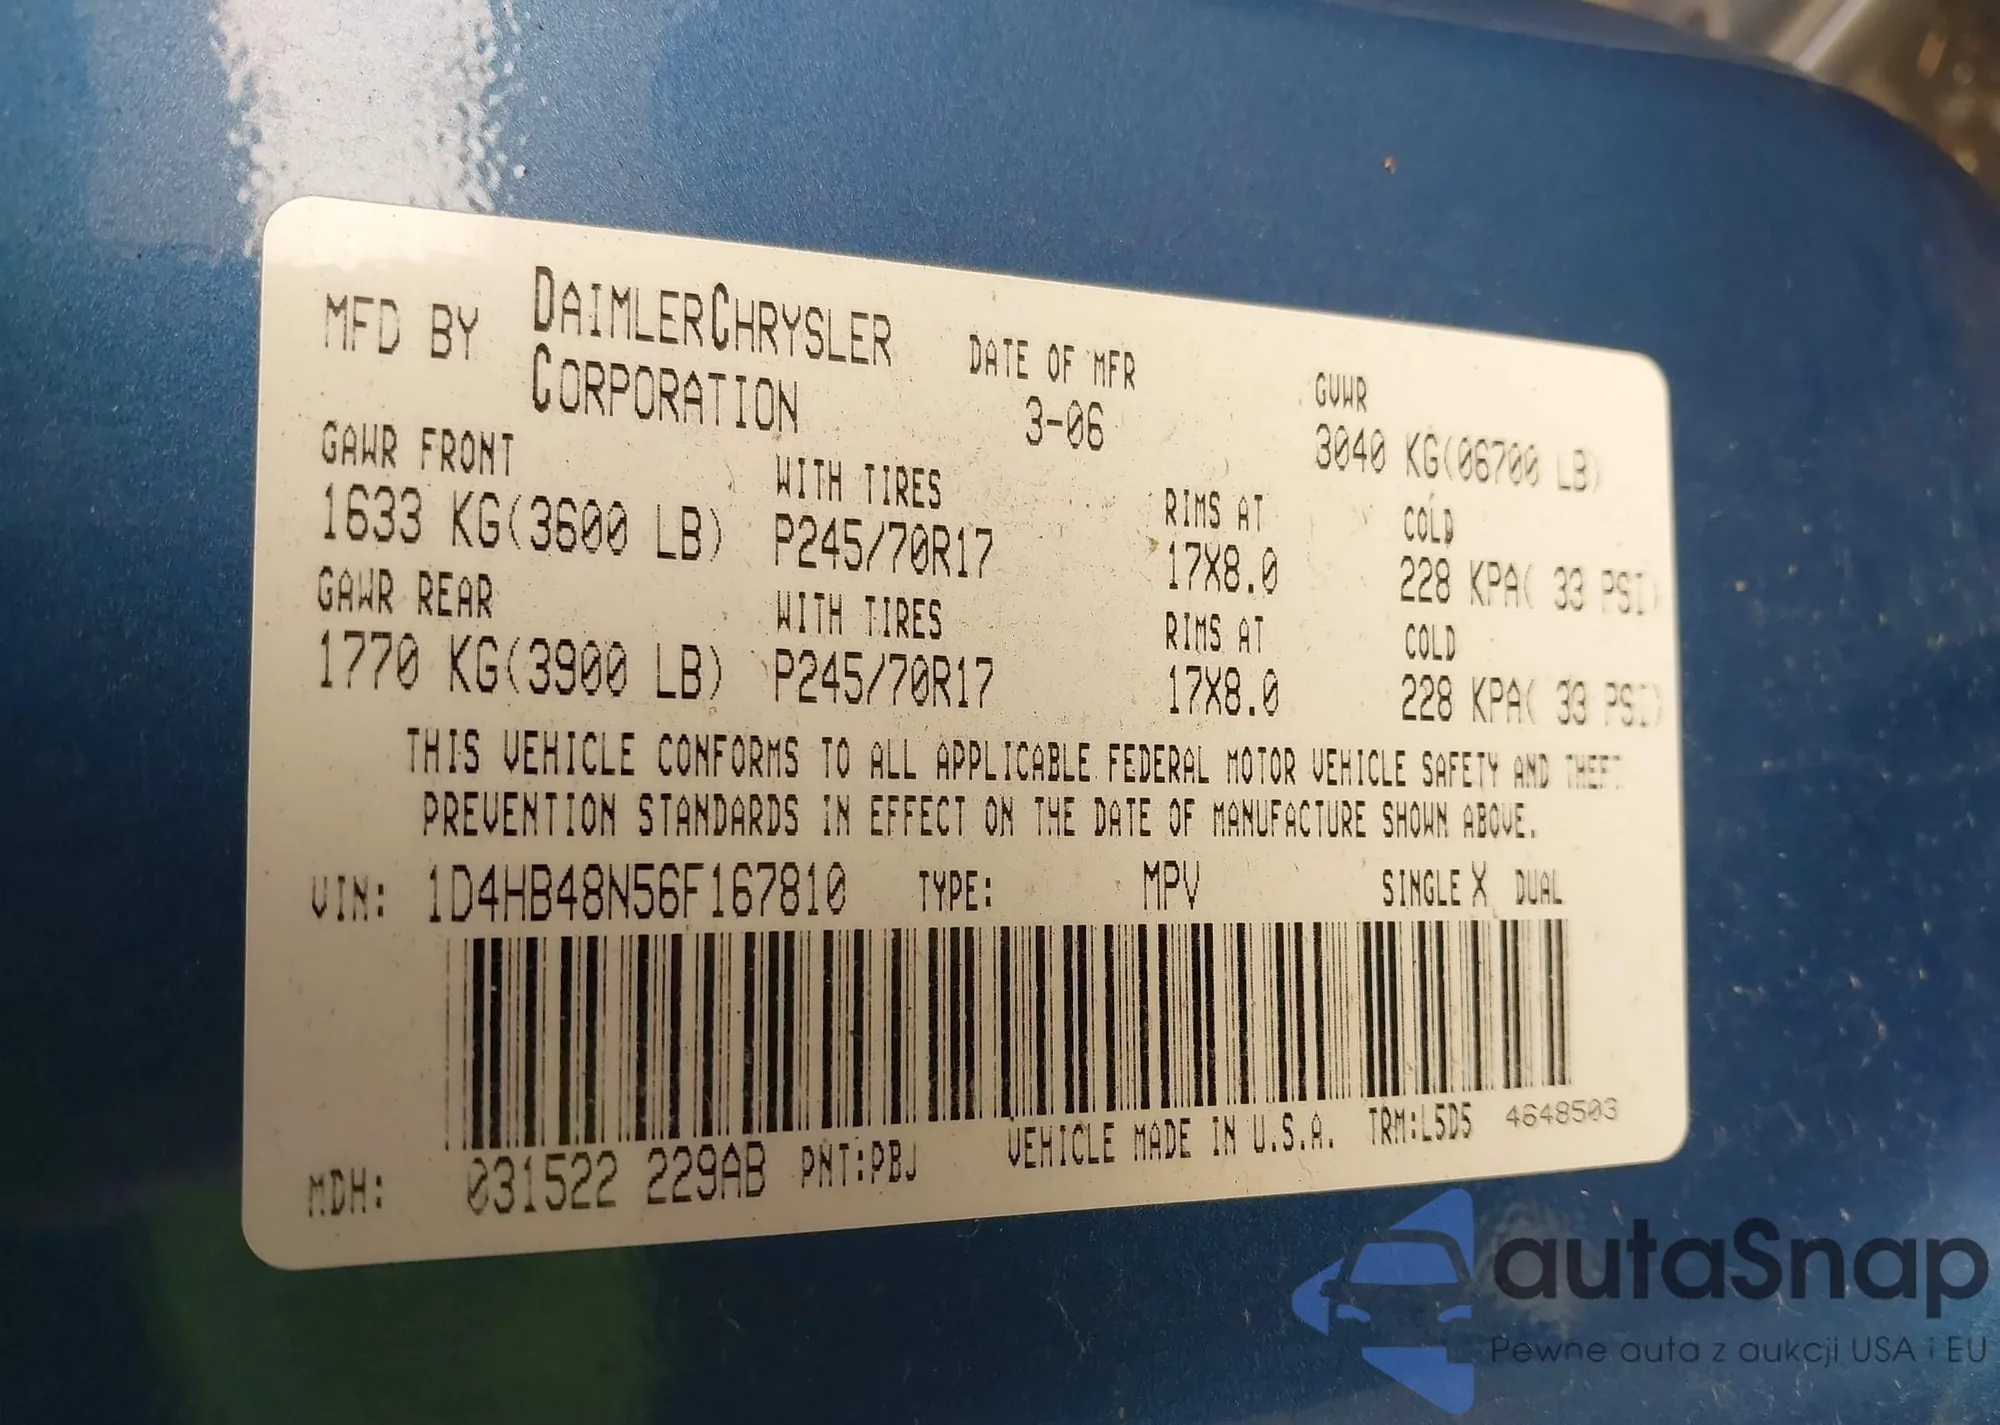 MFD BY DAIMLERCHRYSLER CORPORATION DATE OF MFR 3-06 GVWR 3040 KG(06700 LB)
GAWR FRONT WITH TIRES RIMS AT COLD
1633 KG(3600 LB) P245/70R17 17X8.0 228 KPA( 33 PSI)
GAWR REAR WITH TIRES RIMS AT COLD
1770 KG(3900 LB) P245/70R17 17X8.0 228 KPA( 33 PSI)
THIS VEHICLE CONFORMS TO ALL APPLICABLE FEDERAL MOTOR VEHICLE SAFETY AND THEFT
PREVENTION STANDARDS IN EFFECT ON THE DATE OF MANUFACTURE SHOWN ABOVE.
VIN: 1D4HB48N56F167810 TYPE: MPV SINGLE X DUAL
MDH: 031522 229AB PNT:PBJ VEHICLE MADE IN U.S.A. TRM:L5D5 4648503
autaSnap
Pewne auta z aukcji USA i EU